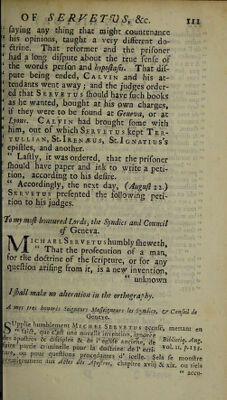 OF SERVETUS, &c. 111
saying any thing that might countenance
his opinions, taught a very different do-
ctrine. That reformer and the prisoner
had a long dispute about the true sense of
the words person and hypostasis. That dis-
pute being ended, CALVIN and his at-
tendants went away; and the judges order-
ed that SERVETUS should have such books
as he wanted, bought at his own charges,
if they were to be found at Geneva, or at
Lyons. CALVIN had brought some with
him, out of which SERVETUS kept TER-
TULLIAN, St. IRENÆUS, St. IGNATIUS's
epistles, and another.
" Lastly, it was ordered, that the prisoner
should have paper and ink to write a peti-
tion, according to his desire.
" Accordingly, the next day, (August 22.)
SERVETUS presented the following peti-
tion to his judges.
To my most honoured Lords, the Syndics and Council
of Geneva.
MICHAEL SERVETUS humbly sheweth,
" That the prosecution of a man,
for the doctrine of the scripture, or for any
question arising from it, is a new invention,
" unknown
I shall make no alteration in the orthography.
A mes tres honorés Seigneurs Messeigneurs les Syndics, & Conseil de
Geneve.
SUpplie humblement MICHEL SERVETUS accusé, mettant en
faict, que c'est une novelle invention, ignorée
des apostres & disciples & de l'eglise ancienne, de
faire partie criminelle pour la doctrine de l'escri-
ture, ou pour questions procedantes d'icelle. Cela se monstre
aux Actes des Apostres, chapitre xviij & xix. ou tiels
Biblioth. Ang.
vol. ii. p.
" accu-